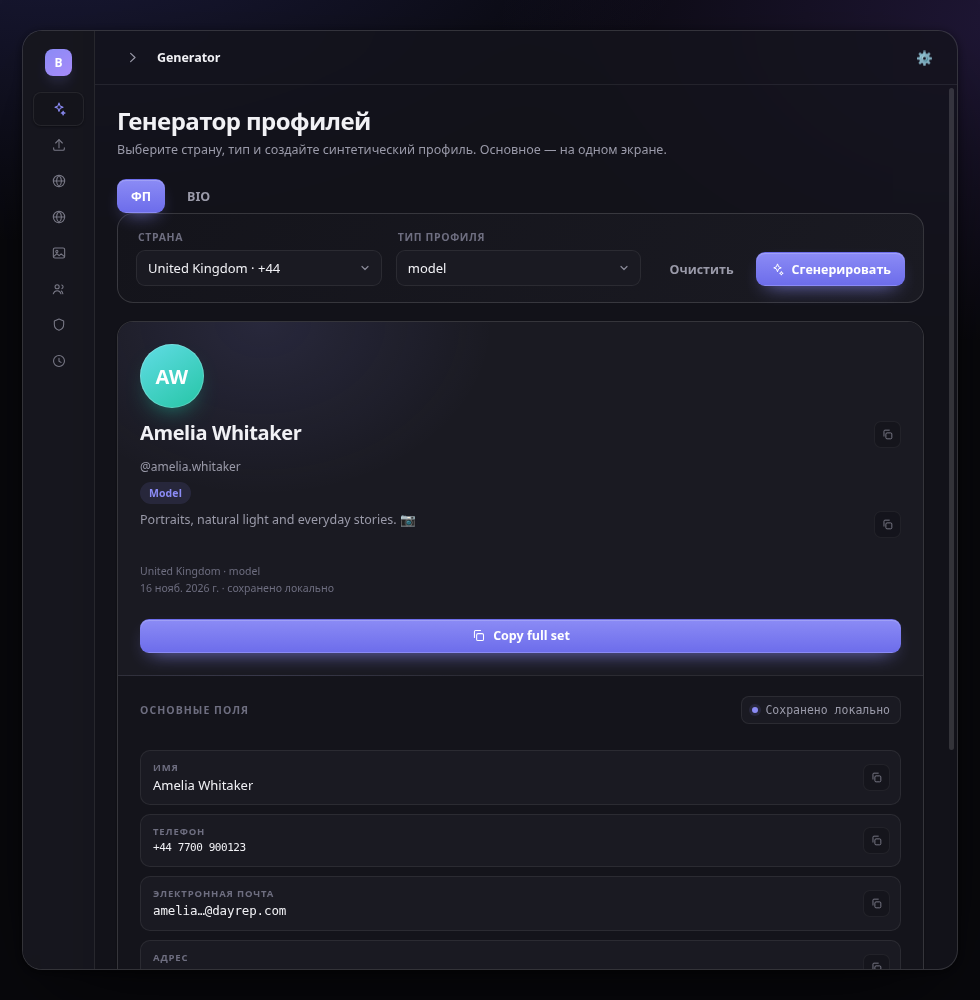 B
Generator
Генератор профилей
Выберите страну, тип и создайте синтетический профиль. Основное — на одном экране.
ФП
BIO
СТРАНА
ТИП ПРОФИЛЯ
United Kingdom · +44
model
Очистить
Сгенерировать
AW
Amelia Whitaker
@amelia.whitaker
Model
Portraits, natural light and everyday stories. 📷
United Kingdom · model
16 нояб. 2026 г. · сохранено локально
Copy full set
ОСНОВНЫЕ ПОЛЯ
Сохранено локально
ИМЯ
Amelia Whitaker
ТЕЛЕФОН
+44 7700 900123
ЭЛЕКТРОННАЯ ПОЧТА
amelia…@dayrep.com
АДРЕС